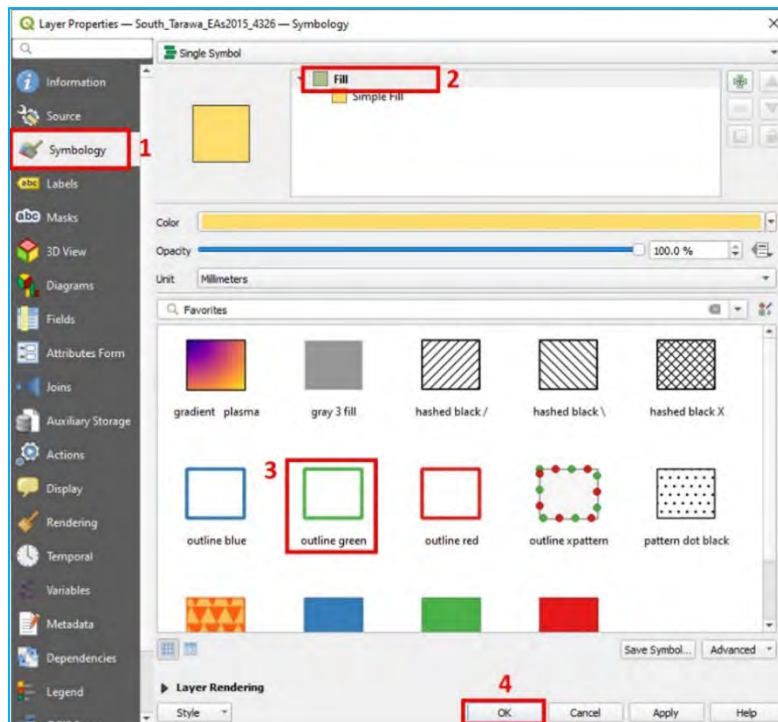 Layer Properties — South_Tarawa_EAs2015_4326 — Symbology
Single Symbol
Information
Source
Symbology
1
Labels
Masks
3D View
Diagrams
Fields
Attributes Form
Joins
Auxiliary Storage
Actions
Display
Rendering
Temporal
Variables
Metadata
Dependencies
Legend
Fill
2
Simple Fill
Color
Opacity
100.0 %
Unit
Millimeters
Favorites
gradient plasma
gray 3 fill
hashed black /
hashed black \
hashed black X
3
outline blue
outline green
outline red
outline xpattern
pattern dot black
Save Symbol...
Advanced
Layer Rendering
4
Style
OK
Cancel
Apply
Help